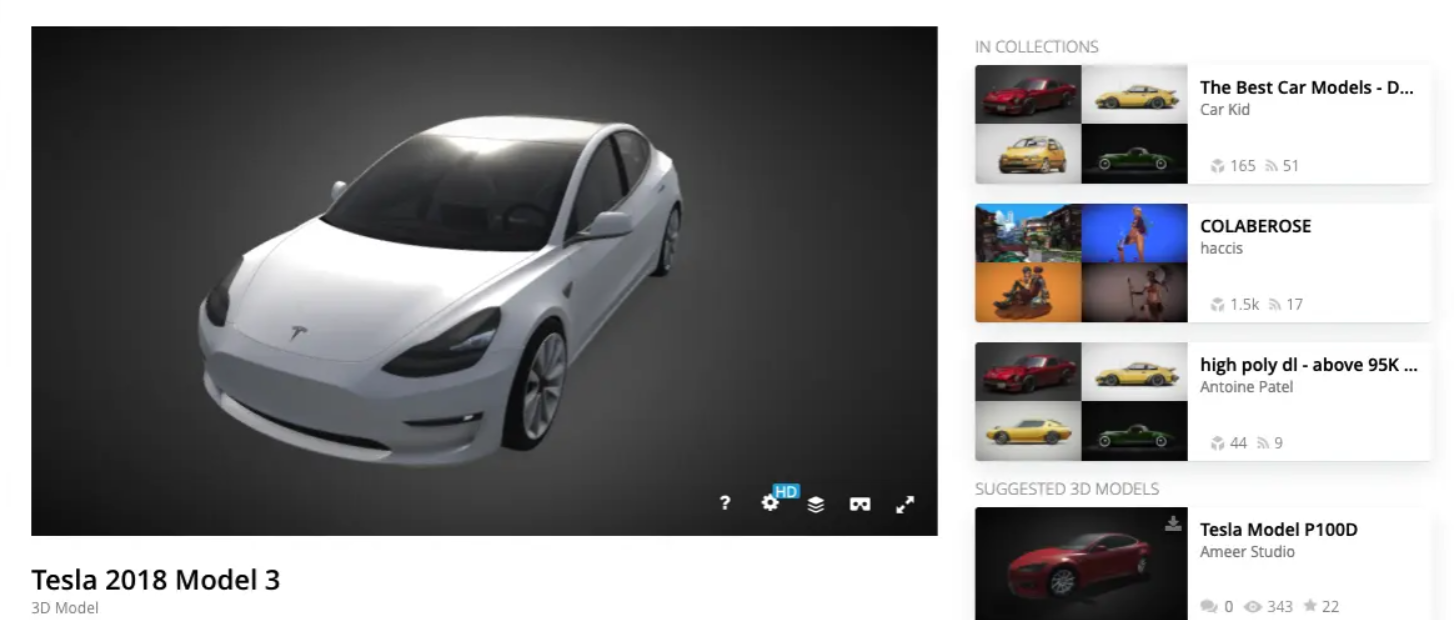 HD
Tesla 2018 Model 3
3D Model
IN COLLECTIONS
The Best Car Models - D...
Car Kid
165 51
COLABEROSE
haccis
1.5k 17
high poly dl - above 95K ...
Antoine Patel
44 9
SUGGESTED 3D MODELS
Tesla Model P100D
Ameer Studio
0 343 22